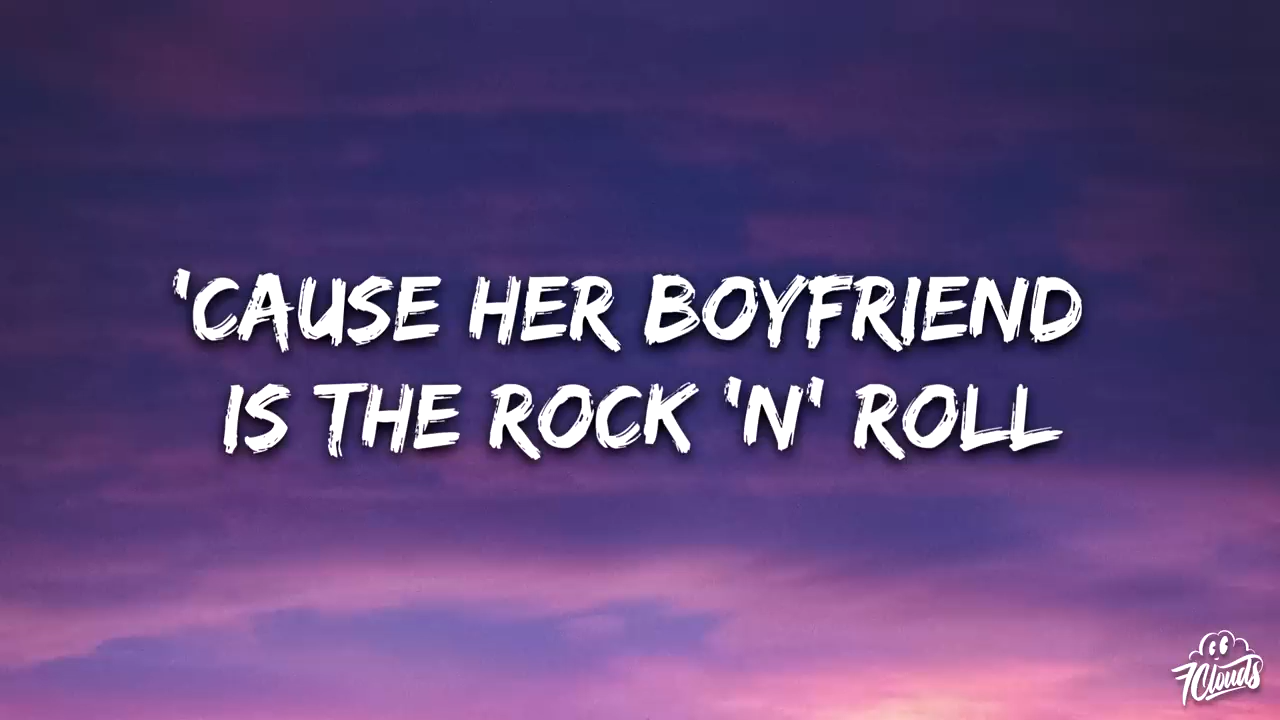 'CAUSE HER BOYFRIEND
IS THE ROCK 'N' ROLL
7Clouds